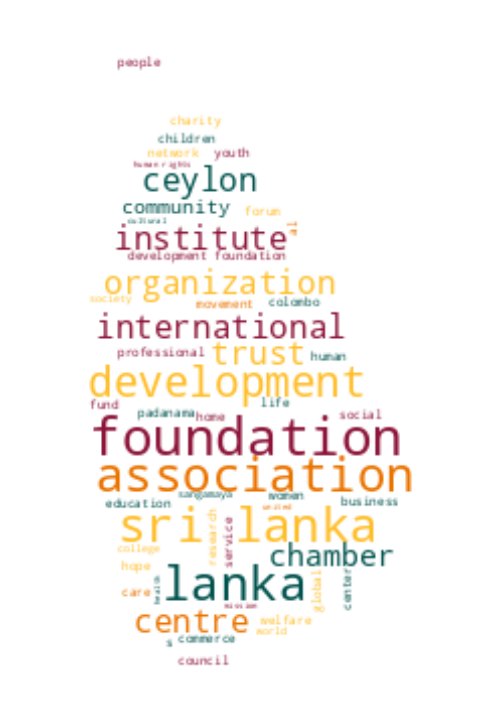 people
charity
children
network youth
human rights
ceylon
community forum
cultural
institute
development foundation
organization
society
movement colombo
international
professional trust human
development
fund life
padanama home social
foundation
association
sangamaya women
education business
united
sri lanka
research service
college
chamber
hope
lanka
global center
care health
mission
centre welfare
world
s commerce
council